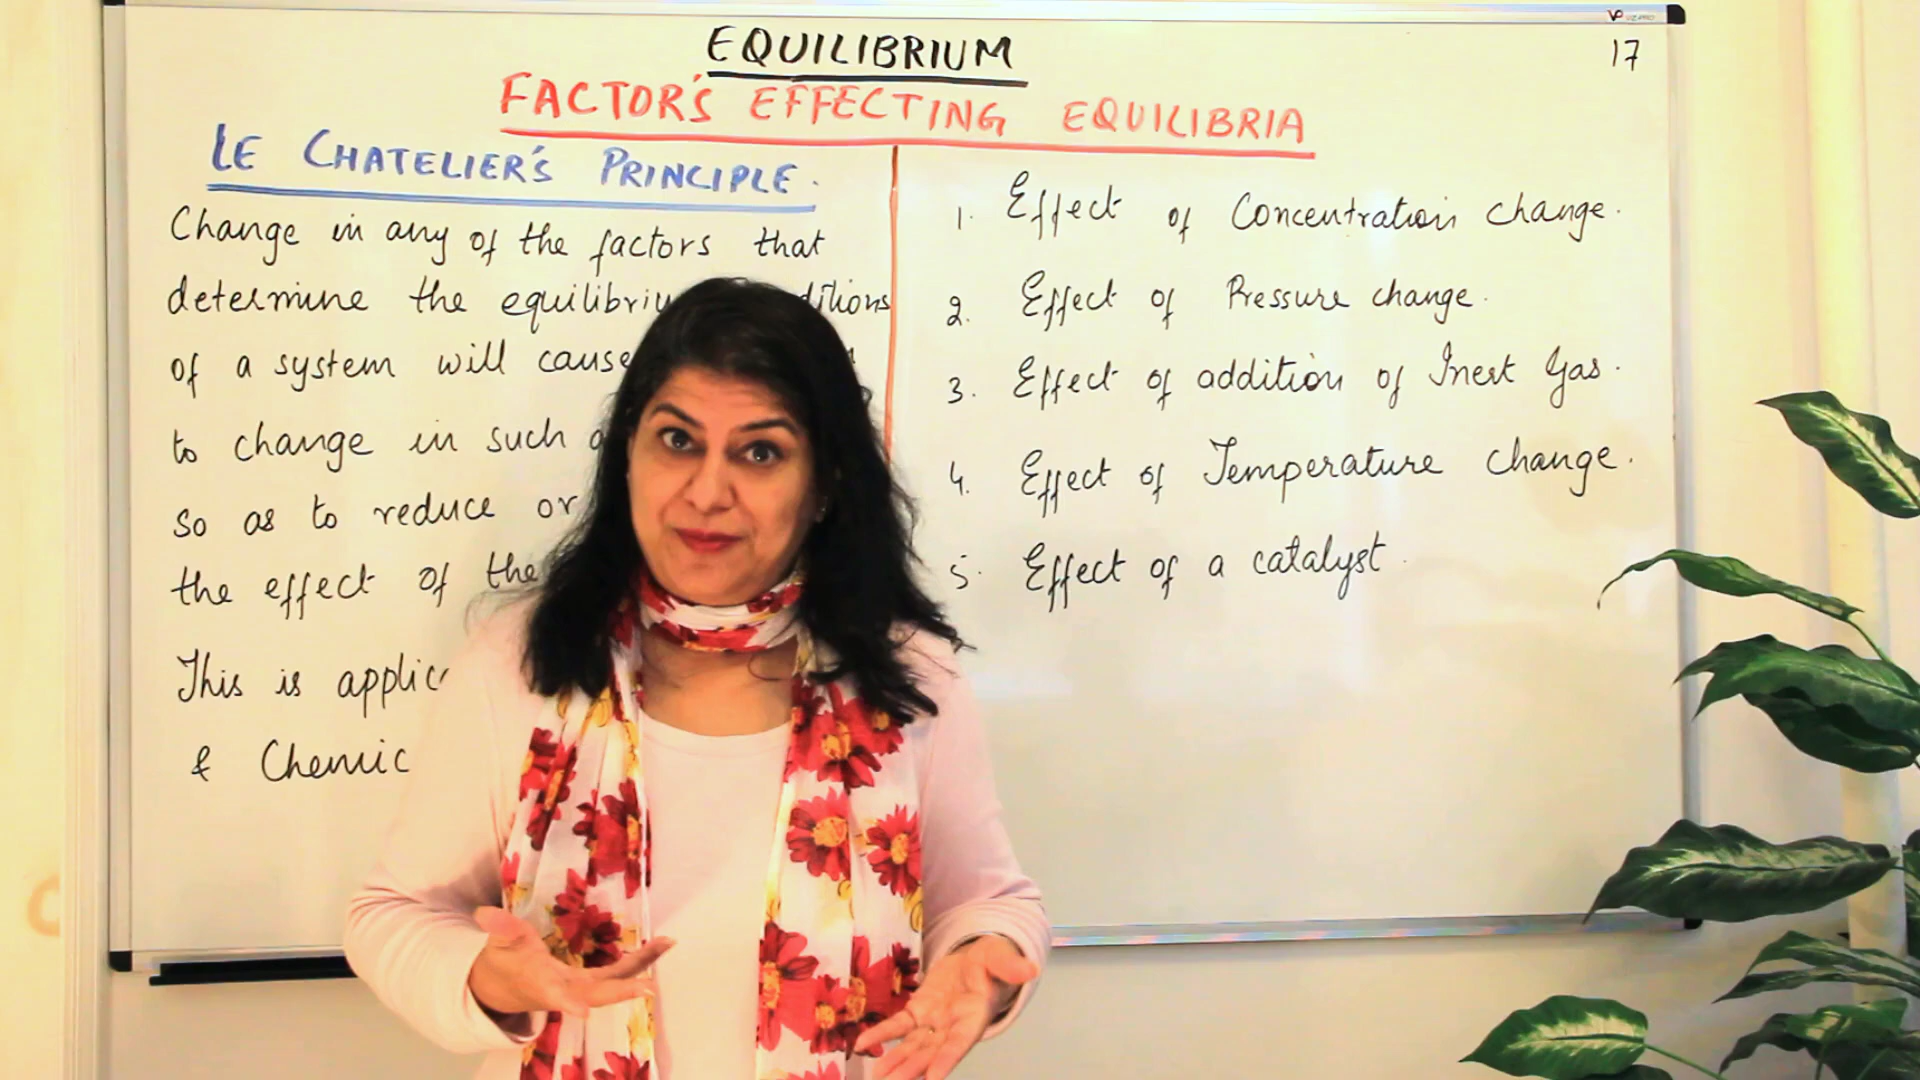 EQUILIBRIUM
17
FACTOR'S EFFECTING EQUILIBRIA
LE CHATELIER'S PRINCIPLE.
Change in any of the factors that
determine the
of a system will cause
to change in such
so as to reduce or
the effect of the
This is
&
1. Effect of Concentration change.
2. Effect of Pressure change.
3. Effect of addition of Inert Gas.
4. Effect of Temperature change.
5. Effect of a catalyst.